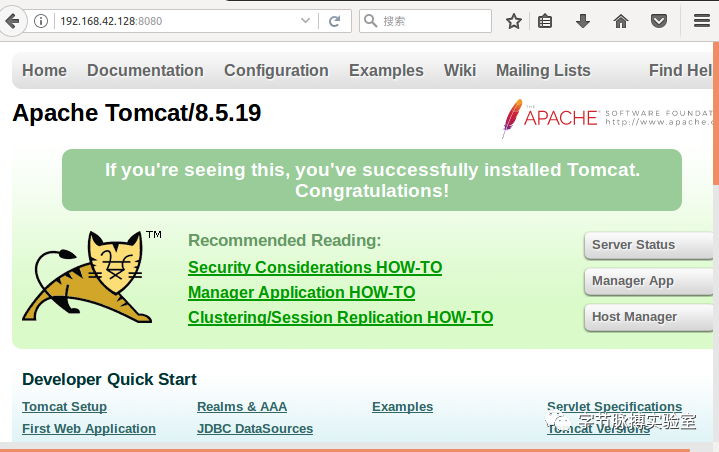 192.168.42.128:8080
搜索
Home Documentation Configuration Examples Wiki Mailing Lists Find Hel
Apache Tomcat/8.5.19
THE
APACHE SOFTWARE FOUNDAT
http://www.apache.o
If you're seeing this, you've successfully installed Tomcat.
Congratulations!
TM
Recommended Reading:
Security Considerations HOW-TO
Manager Application HOW-TO
Clustering/Session Replication HOW-TO
Server Status
Manager App
Host Manager
Developer Quick Start
Tomcat Setup Realms & AAA Examples Servlet Specifications
First Web Application JDBC DataSources Tomcat Versions
字节脉搏实验室